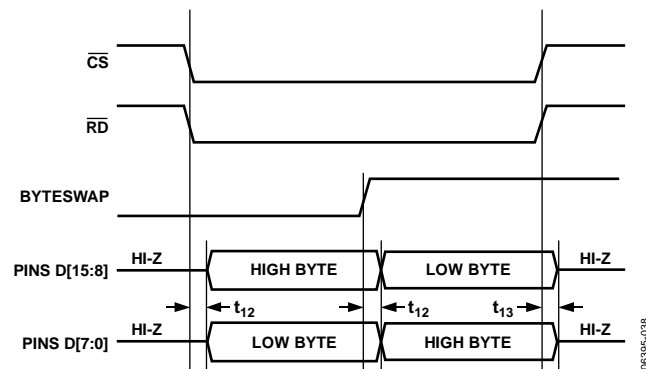 CS
RD
BYTESWAP
PINS D[15:8] HI-Z HIGH BYTE LOW BYTE HI-Z
t12 t12 t13
PINS D[7:0] HI-Z LOW BYTE HIGH BYTE HI-Z
06395-038